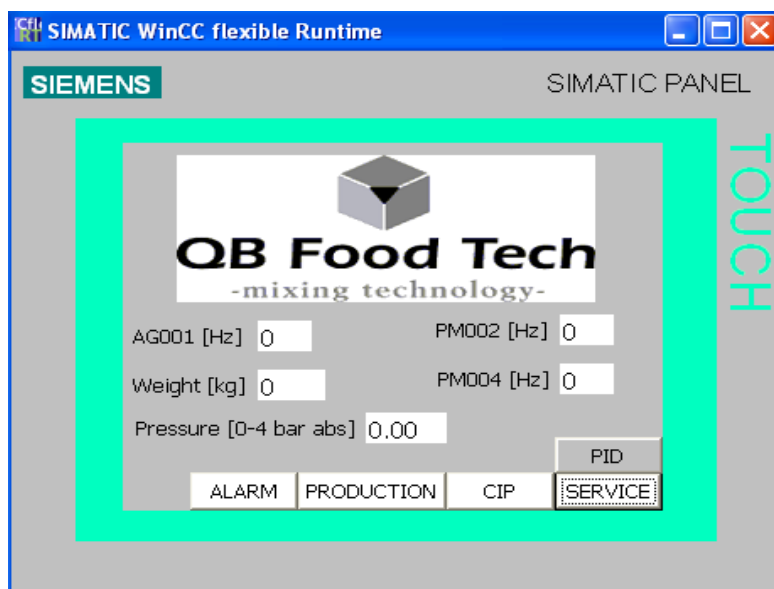 SIMATIC WinCC flexible Runtime
SIEMENS
SIMATIC PANEL
TOUCH
QB Food Tech
-mixing technology-
AG001 [Hz] 0
PM002 [Hz] 0
Weight [kg] 0
PM004 [Hz] 0
Pressure [0-4 bar abs] 0.00
PID
ALARM PRODUCTION CIP SERVICE